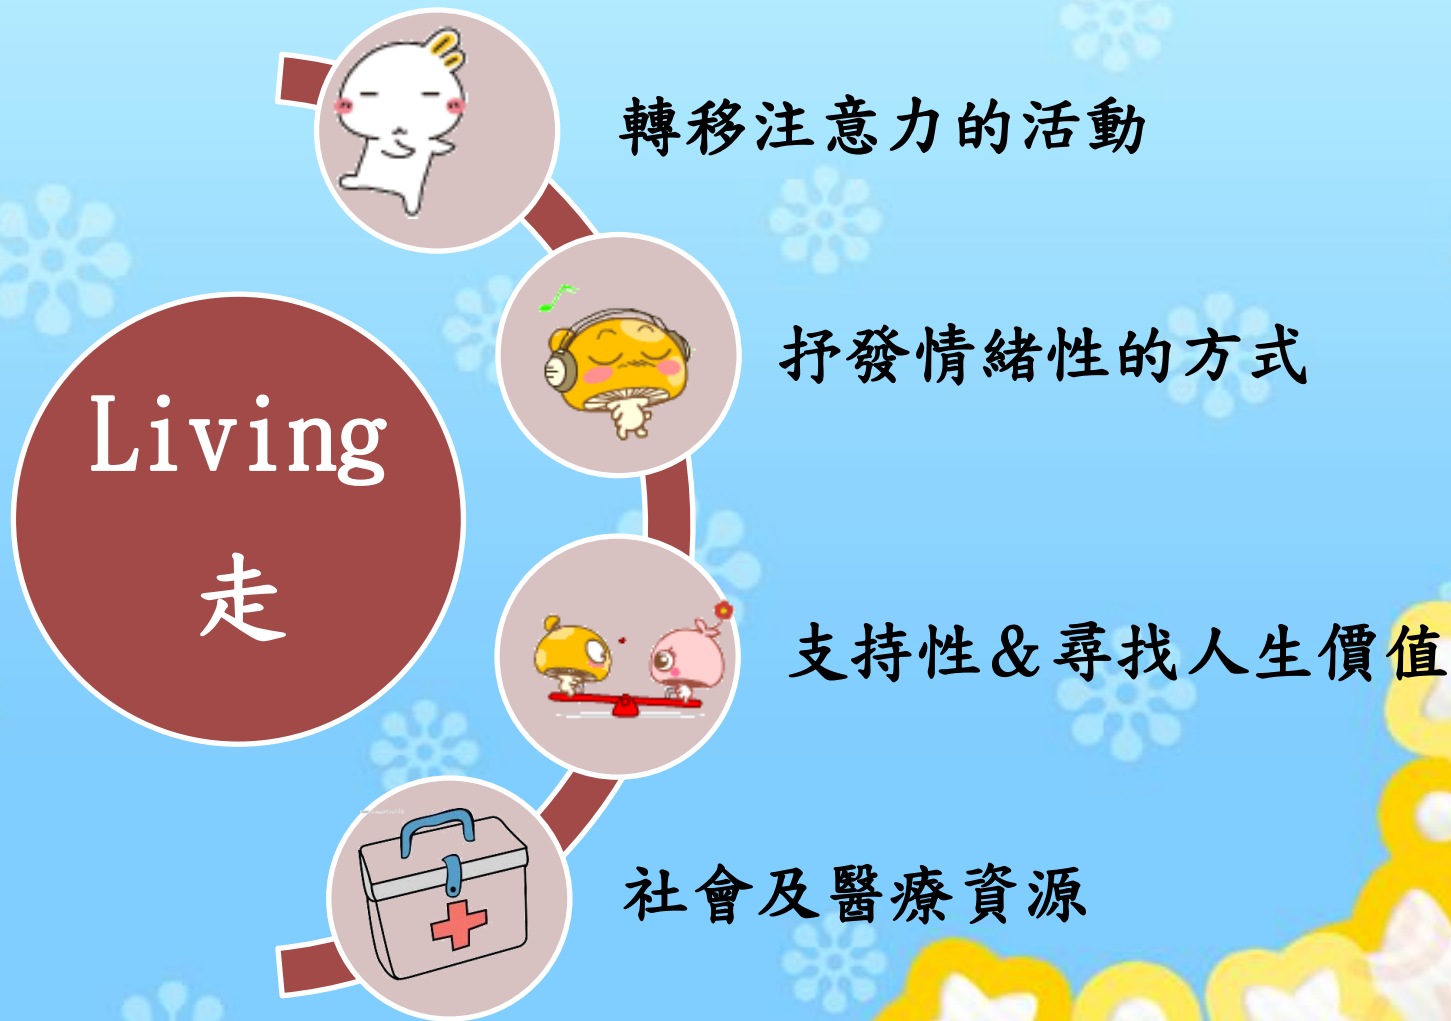 轉移注意力的活動
抒發情緒性的方式
Living
走
支持性&尋找人生價值
社會及醫療資源